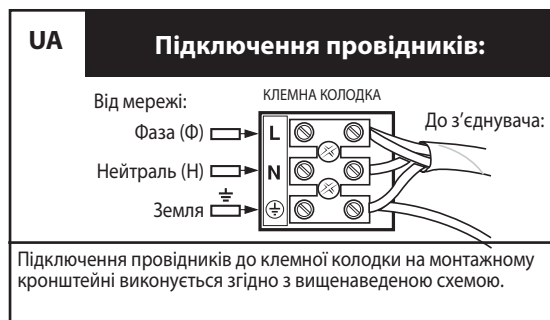 UA
Підключення провідників:
Від мережі:
КЛЕМНА КОЛОДКА
Фаза (Ф)
L
До з’єднувача:
Нейтраль (Н)
N
Земля
Підключення провідників до клемної колодки на монтажному
кронштейні виконується згідно з вищенаведеною схемою.